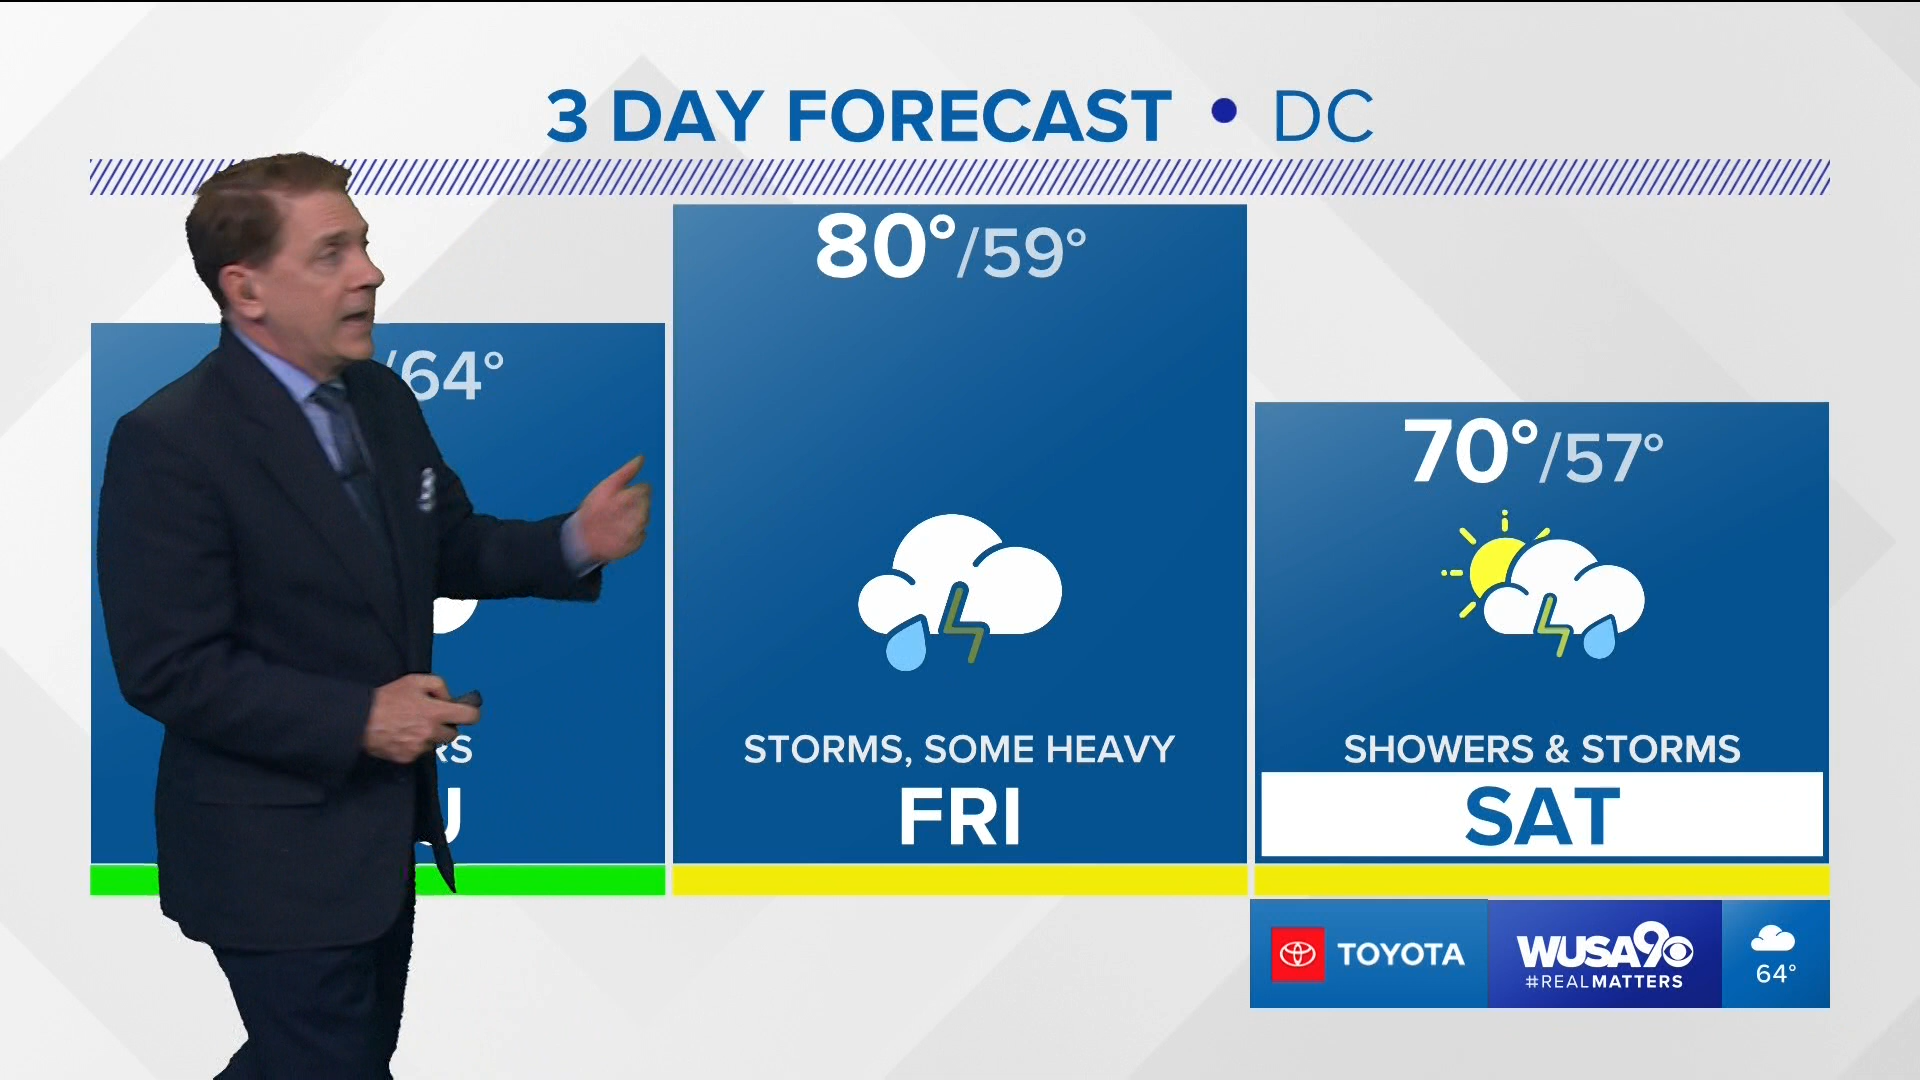 3 DAY FORECAST • DC
/64°
80°/59°
STORMS, SOME HEAVY
FRI
70°/57°
SHOWERS & STORMS
SAT
TOYOTA
WUSA9
#REALMATTERS
64°